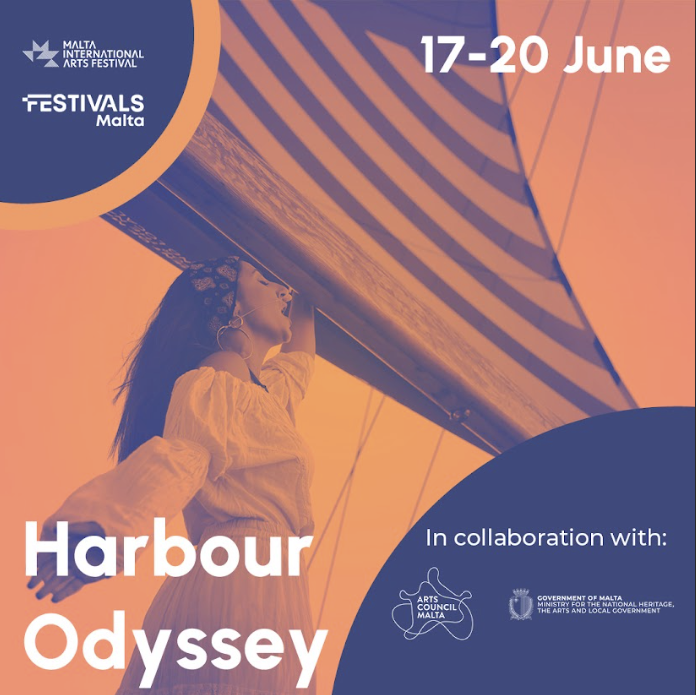 MALTA
INTERNATIONAL
ARTS FESTIVAL
FESTIVALS
Malta
17-20 June
Harbour
Odyssey
In collaboration with:
ARTS
COUNCIL
MALTA
GOVERNMENT OF MALTA
MINISTRY FOR THE NATIONAL HERITAGE,
THE ARTS AND LOCAL GOVERNMENT